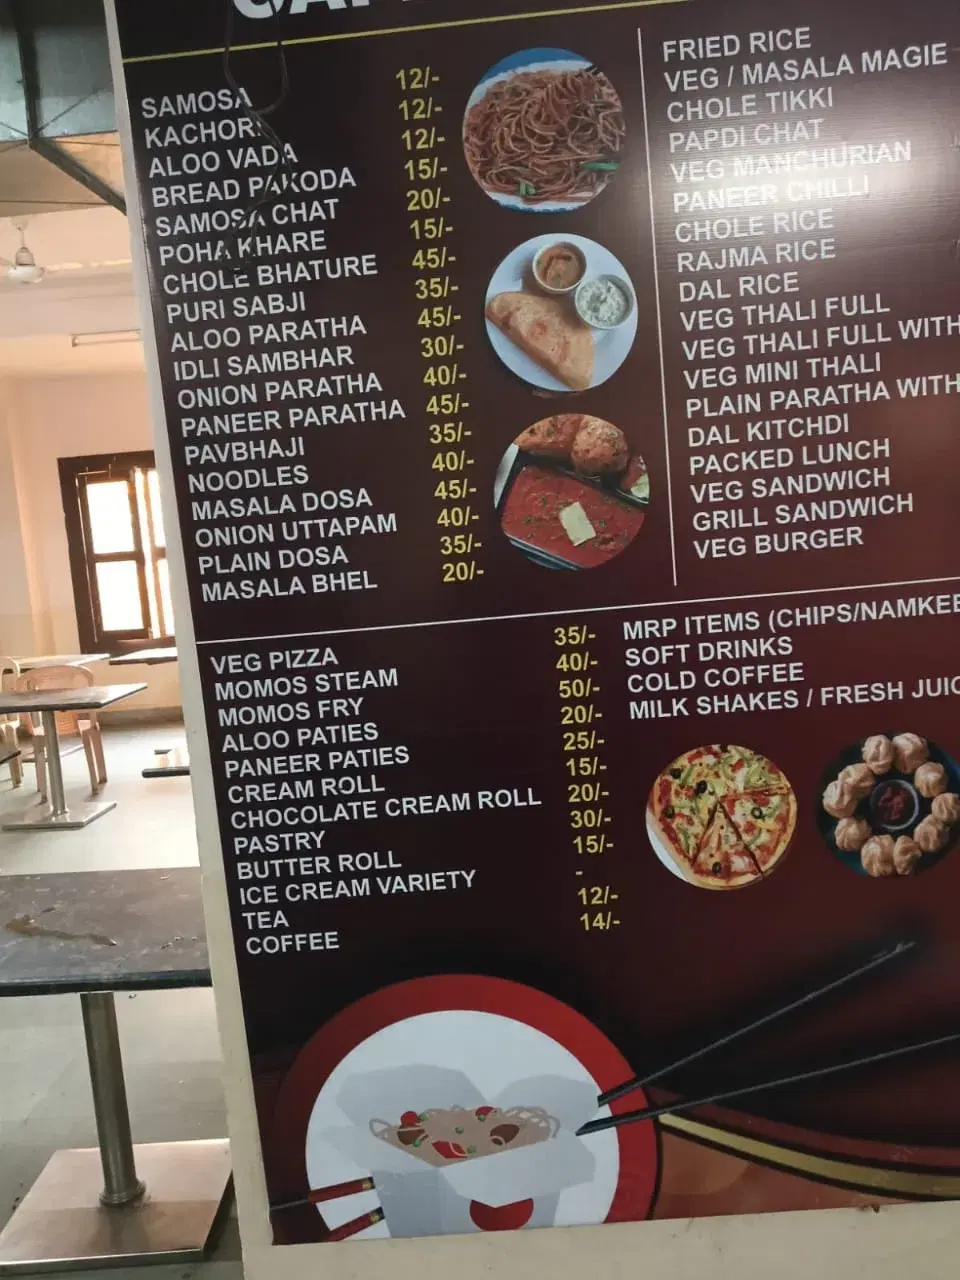 SAMOSA 12/-
KACHORI 12/-
ALOO VADA 12/-
BREAD PAKODA 15/-
SAMOSA CHAT 20/-
POHA KHARE 15/-
CHOLE BHATURE 45/-
PURI SABJI 35/-
ALOO PARATHA 45/-
IDLI SAMBHAR 30/-
ONION PARATHA 40/-
PANEER PARATHA 45/-
PAVBHAJI 35/-
NOODLES 40/-
MASALA DOSA 45/-
ONION UTTAPAM 40/-
PLAIN DOSA 35/-
MASALA BHEL 20/-
FRIED RICE
VEG / MASALA MAGIE
CHOLE TIKKI
PAPDI CHAT
VEG MANCHURIAN
PANEER CHILLI
CHOLE RICE
RAJMA RICE
DAL RICE
VEG THALI FULL
VEG THALI FULL WITH
VEG MINI THALI
PLAIN PARATHA WITH
DAL KITCHDI
PACKED LUNCH
VEG SANDWICH
GRILL SANDWICH
VEG BURGER
VEG PIZZA 35/-
MOMOS STEAM 40/-
MOMOS FRY 50/-
ALOO PATIES 20/-
PANEER PATIES 25/-
CREAM ROLL 15/-
CHOCOLATE CREAM ROLL 20/-
PASTRY 30/-
BUTTER ROLL 15/-
ICE CREAM VARIETY -
TEA 12/-
COFFEE 14/-
MRP ITEMS (CHIPS/NAMKEE
SOFT DRINKS
COLD COFFEE
MILK SHAKES / FRESH JUIC